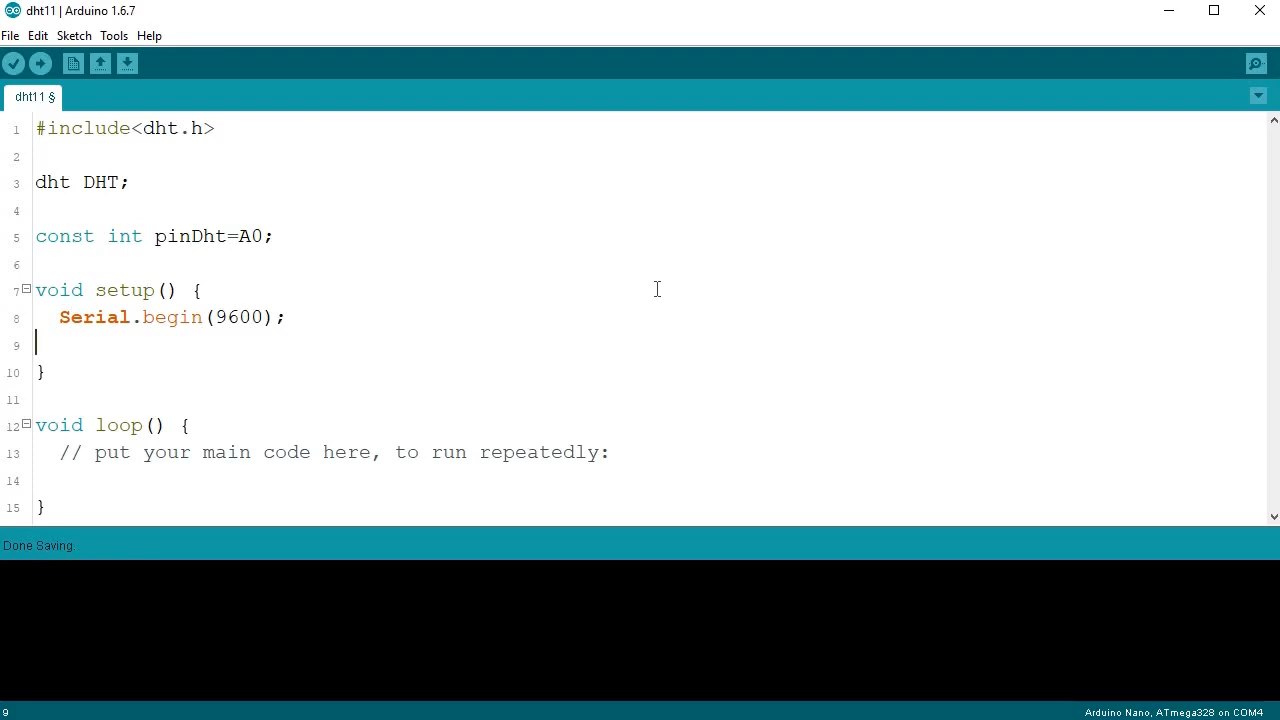 dht11 | Arduino 1.6.7
File Edit Sketch Tools Help
dht11 §
1 #include<dht.h>
2
3 dht DHT;
4
5 const int pinDht=A0;
6
7 void setup() {
8 Serial.begin(9600);
9
10 }
11
12 void loop() {
13 // put your main code here, to run repeatedly:
14
15 }
Done Saving.
9 Arduino Nano, ATmega328 on COM4